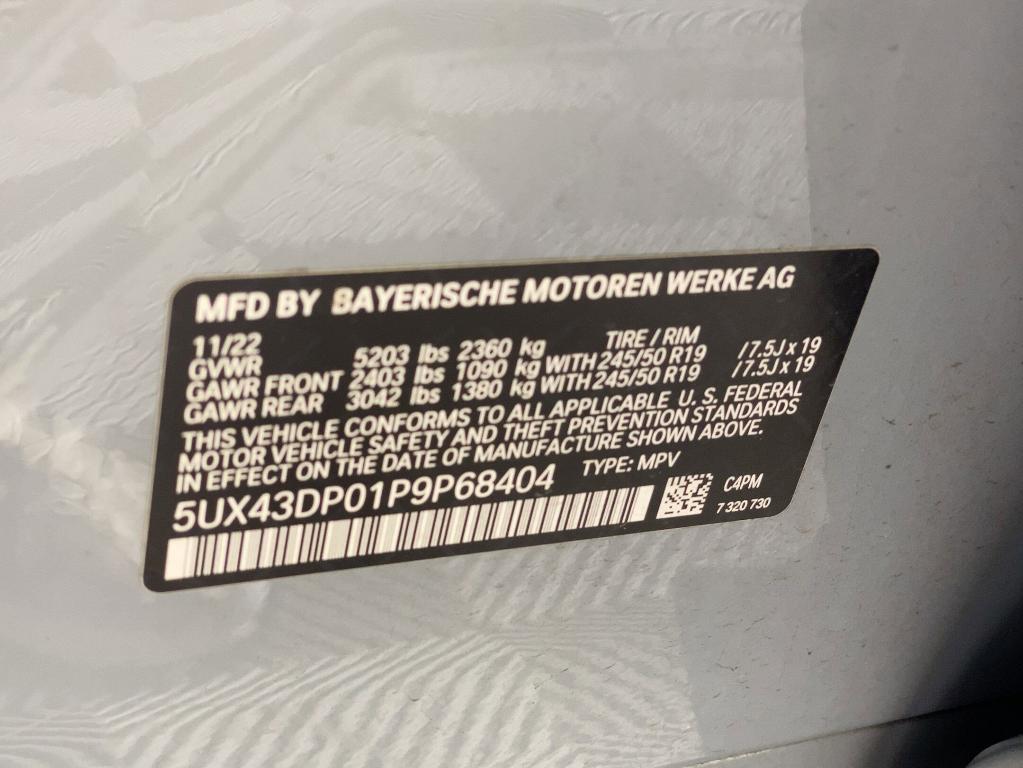 MFD BY BAYERISCHE MOTOREN WERKE AG
11/22 TIRE / RIM
GVWR 5203 lbs 2360 kg
GAWR FRONT 2403 lbs 1090 kg WITH 245/50 R19 / 7.5J x 19
GAWR REAR 3042 lbs 1380 kg WITH 245/50 R19 / 7.5J x 19
THIS VEHICLE CONFORMS TO ALL APPLICABLE U. S. FEDERAL
MOTOR VEHICLE SAFETY AND THEFT PREVENTION STANDARDS
IN EFFECT ON THE DATE OF MANUFACTURE SHOWN ABOVE.
5UX43DP01P9P68404 TYPE: MPV
C4PM
7 320 730